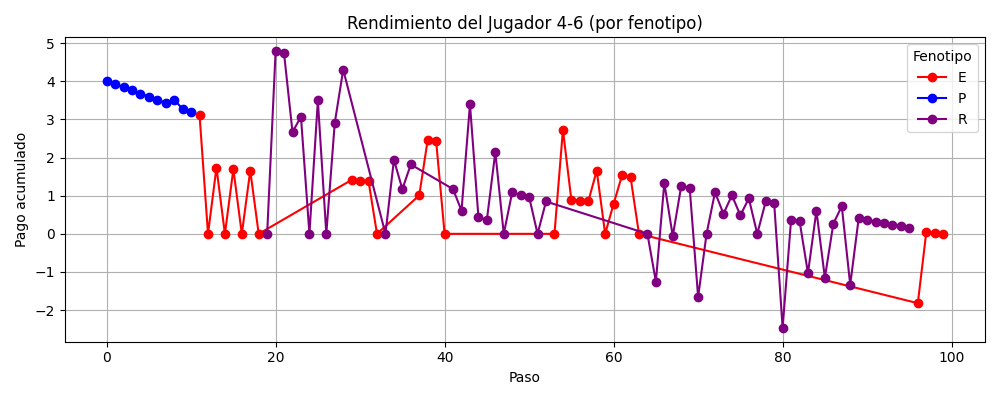 Rendimiento del Jugador 4-6 (por fenotipo)
Pago acumulado
5
4
3
2
1
0
−1
−2
Fenotipo
E
P
R
0 20 40 60 80 100
Paso